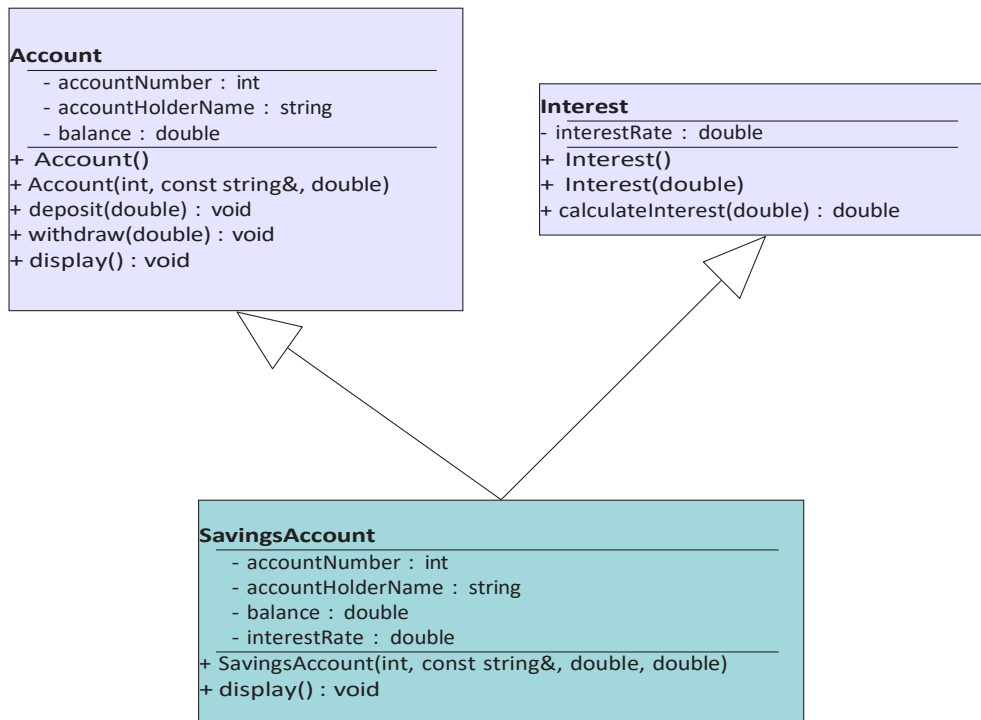 Account
- accountNumber : int
- accountHolderName : string
- balance : double
+ Account()
+ Account(int, const string&, double)
+ deposit(double) : void
+ withdraw(double) : void
+ display() : void
Interest
- interestRate : double
+ Interest()
+ Interest(double)
+ calculateInterest(double) : double
SavingsAccount
- accountNumber : int
- accountHolderName : string
- balance : double
- interestRate : double
+ SavingsAccount(int, const string&, double, double)
+ display() : void